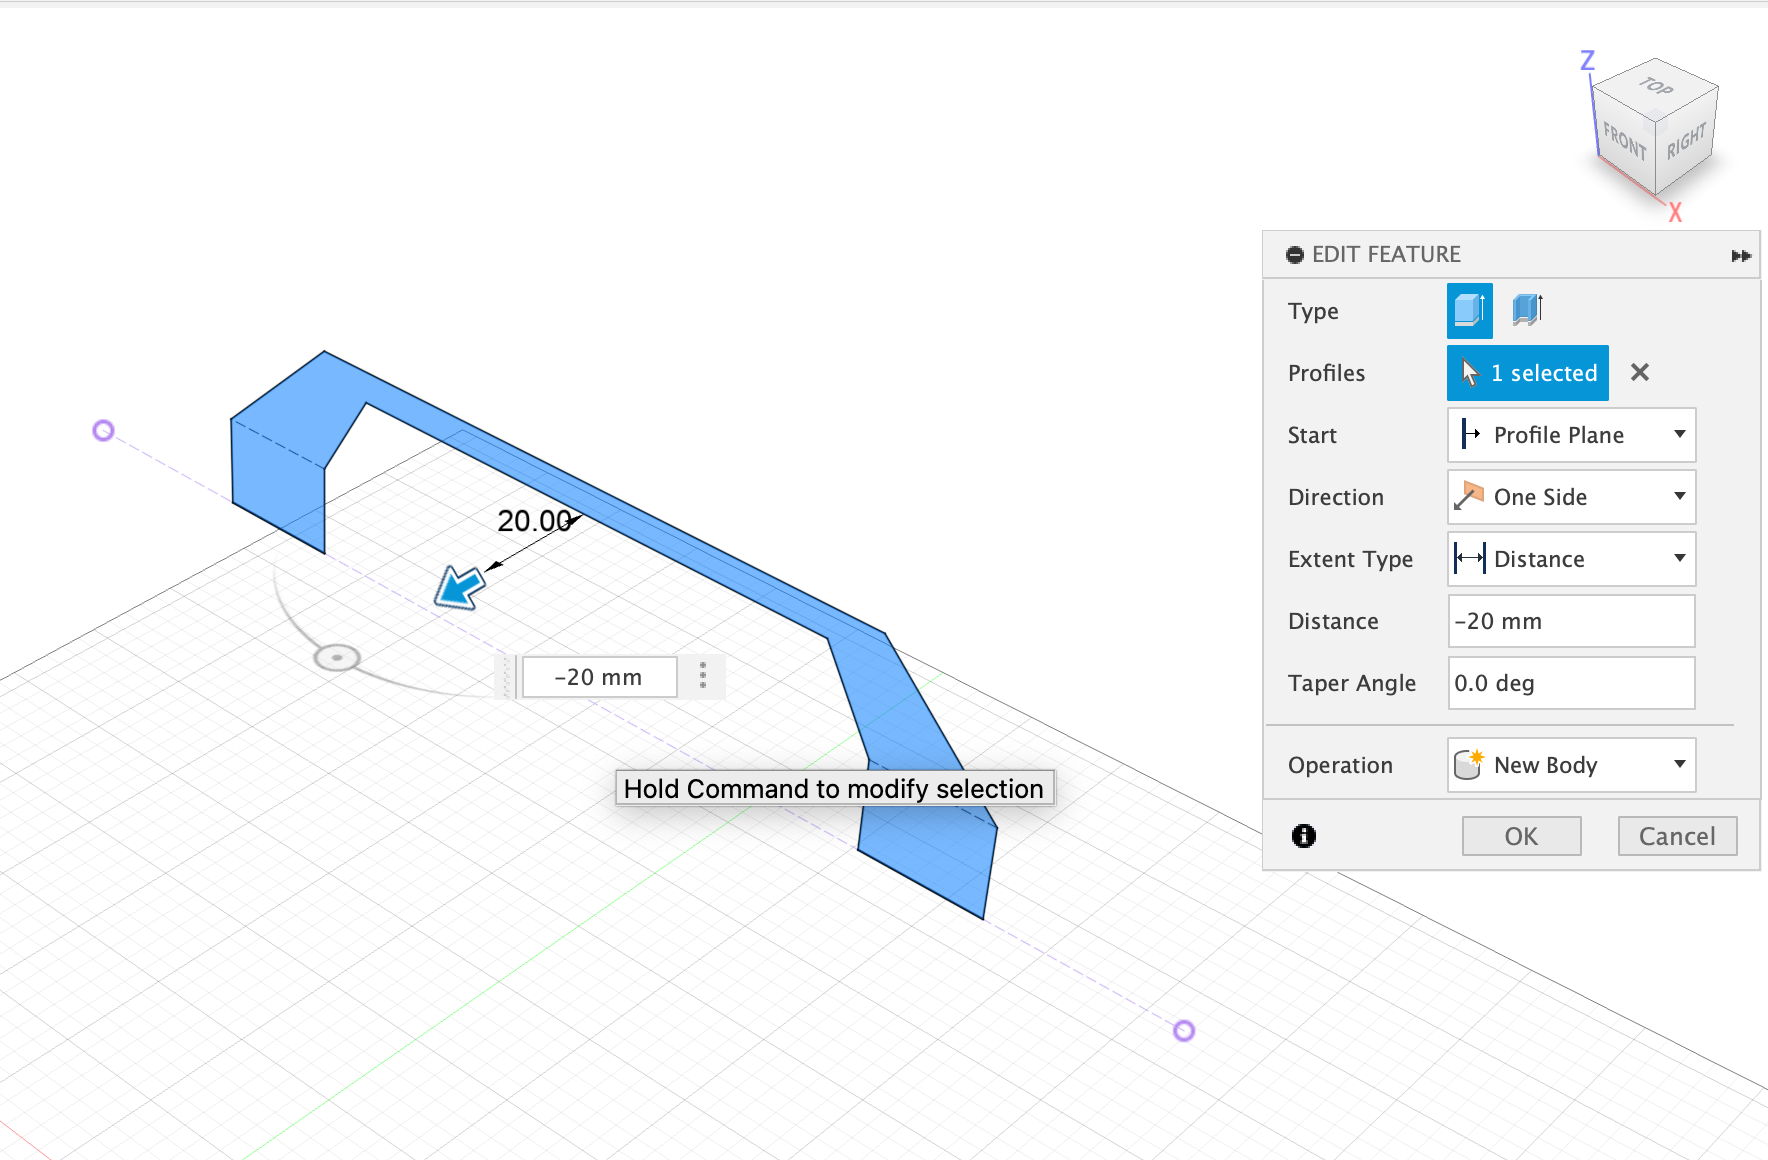 Z
TOP
FRONT
RIGHT
X
EDIT FEATURE
Type
Profiles 1 selected
Start Profile Plane
Direction One Side
Extent Type Distance
Distance -20 mm
Taper Angle 0.0 deg
Operation New Body
OK Cancel
20.00
-20 mm
Hold Command to modify selection